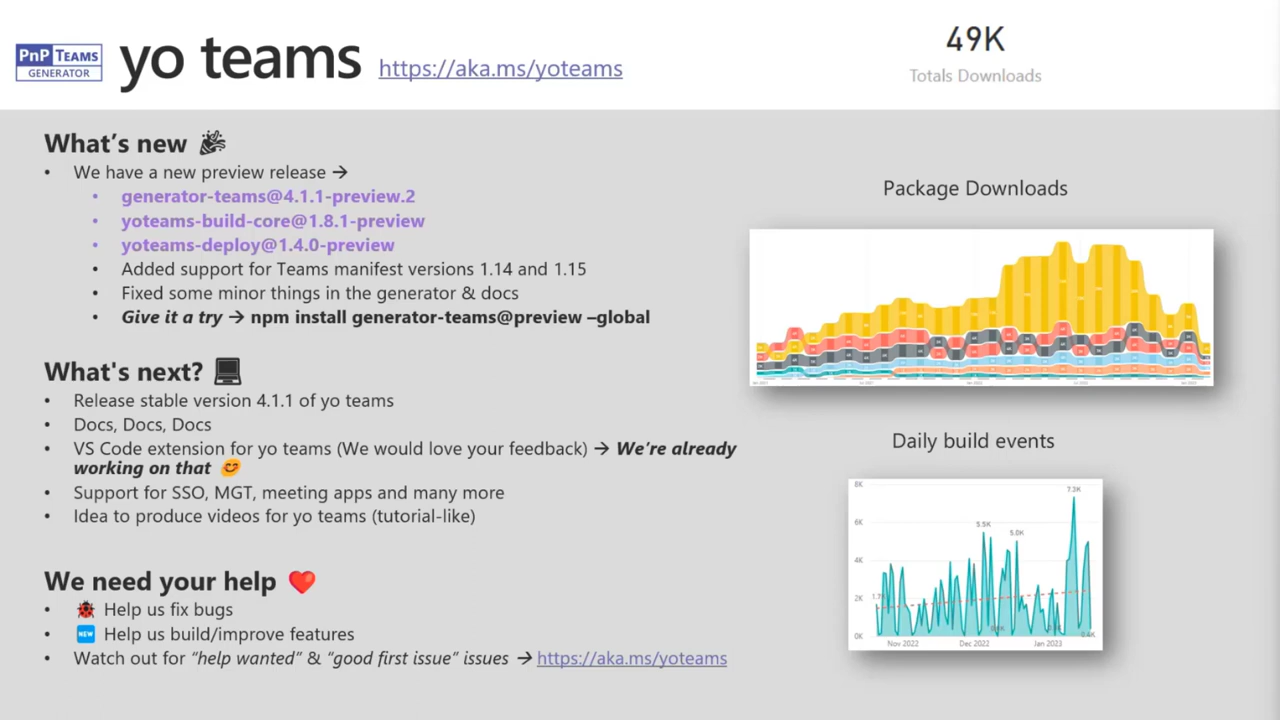 PnP TEAMS
GENERATOR
yo teams https://aka.ms/yoteams
49K
Totals Downloads
What's new
• We have a new preview release →
• generator-teams@4.1.1-preview.2
• yoteams-build-core@1.8.1-preview
• yoteams-deploy@1.4.0-preview
• Added support for Teams manifest versions 1.14 and 1.15
• Fixed some minor things in the generator & docs
• Give it a try → npm install generator-teams@preview –global
What's next?
• Release stable version 4.1.1 of yo teams
• Docs, Docs, Docs
• VS Code extension for yo teams (We would love your feedback) → We're already
working on that 😊
• Support for SSO, MGT, meeting apps and many more
• Idea to produce videos for yo teams (tutorial-like)
We need your help ❤️
• 🐞 Help us fix bugs
• 🆕 Help us build/improve features
• Watch out for “help wanted” & “good first issue” issues → https://aka.ms/yoteams
Package Downloads
Daily build events
8K
7.3K
6K
5.5K
5.0K
4K
2K
0K
Nov 2022
Dec 2022
Jan 2023